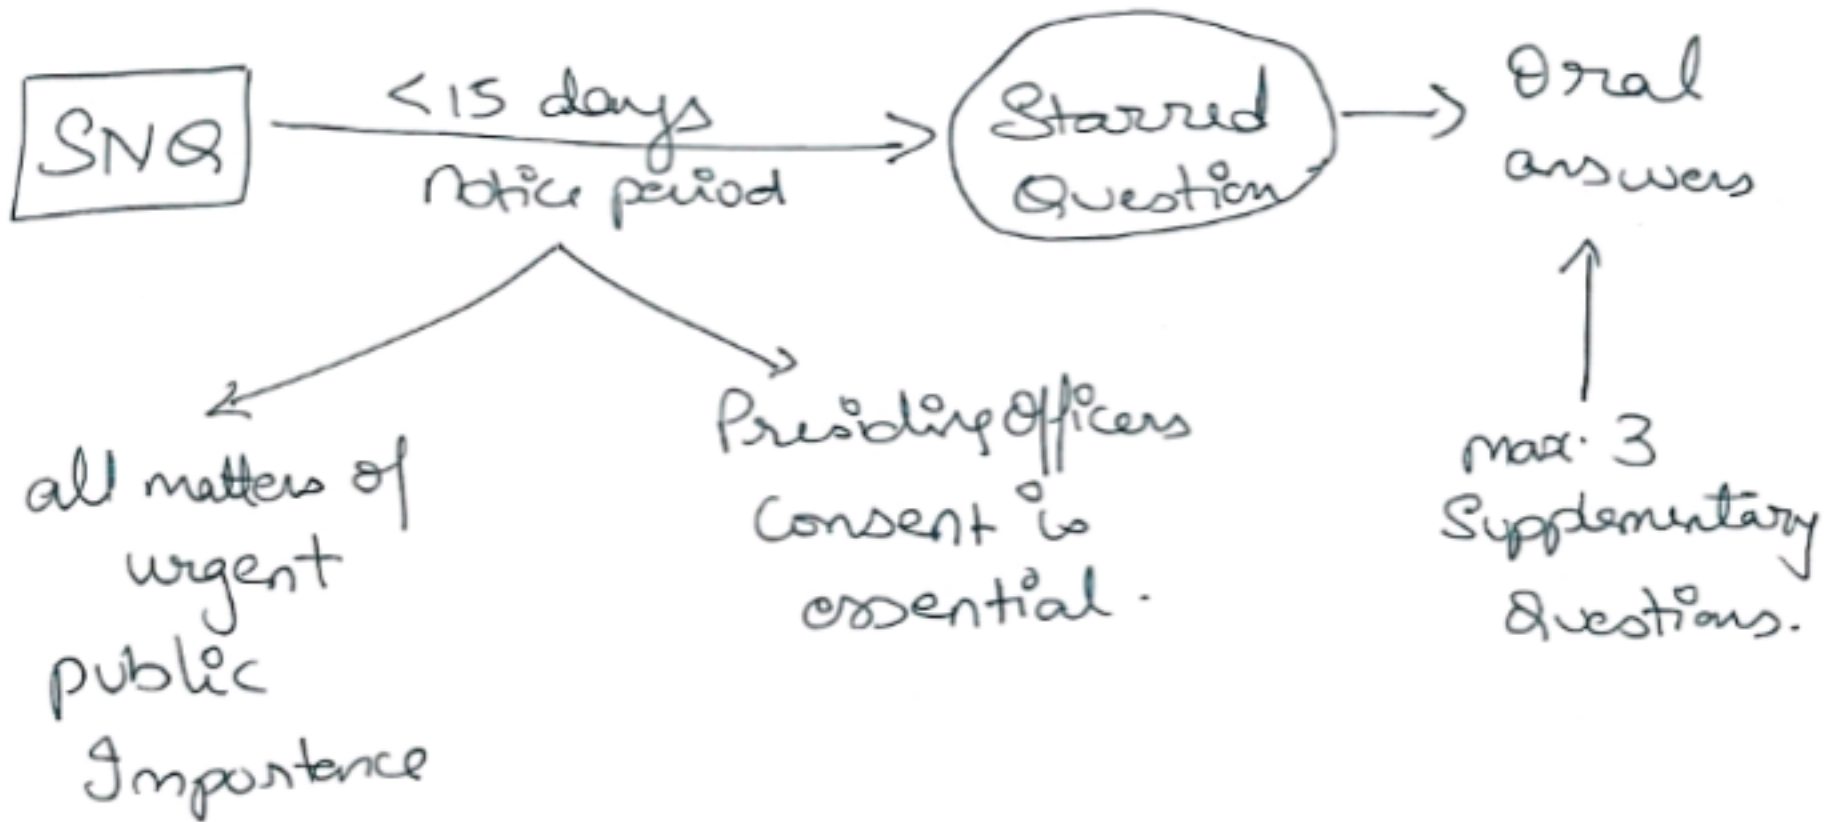 SNQ
<15 days
Notice period
Starred
Question
Oral
answers
all matters of
urgent
public
Importance
Presiding Officers
Consent is
essential.
max. 3
Supplementary
Questions.